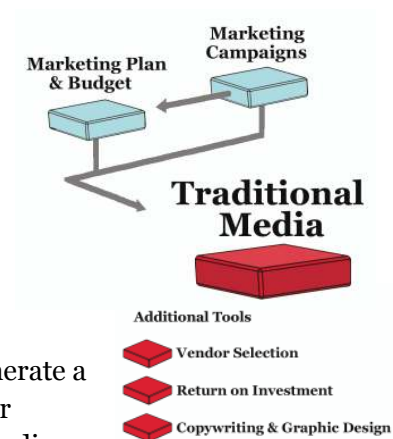 Marketing
Campaigns
Marketing Plan
& Budget
Traditional
Media
Additional Tools
Vendor Selection
Return on Investment
Copywriting & Graphic Design